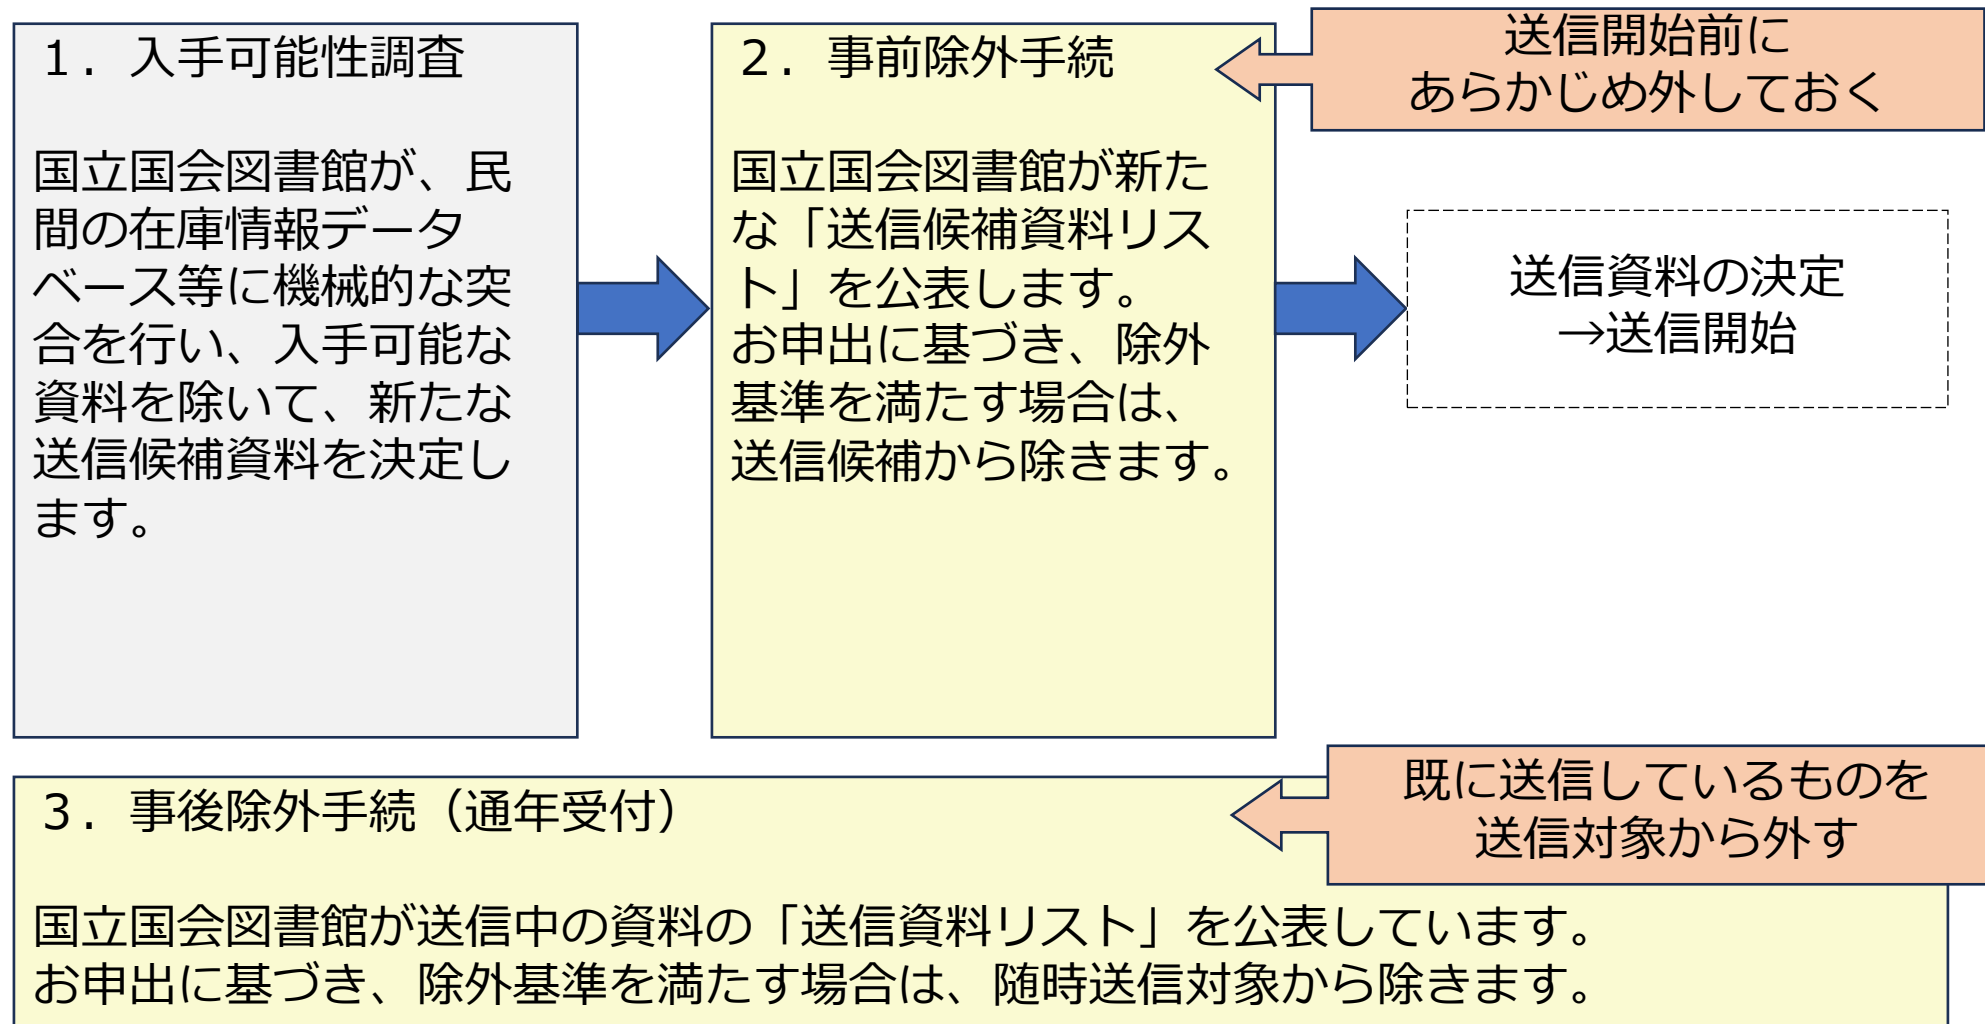 １．入手可能性調査
国立国会図書館が、民
間の在庫情報データ
ベース等に機械的な突
合を行い、入手可能な
資料を除いて、新たな
送信候補資料を決定し
ます。
２．事前除外手続
国立国会図書館が新た
な「送信候補資料リス
ト」を公表します。
お申出に基づき、除外
基準を満たす場合は、
送信候補から除きます。
送信開始前に
あらかじめ外しておく
送信資料の決定
→送信開始
３．事後除外手続（通年受付）
既に送信しているものを
送信対象から外す
国立国会図書館が送信中の資料の「送信資料リスト」を公表しています。
お申出に基づき、除外基準を満たす場合は、随時送信対象から除きます。